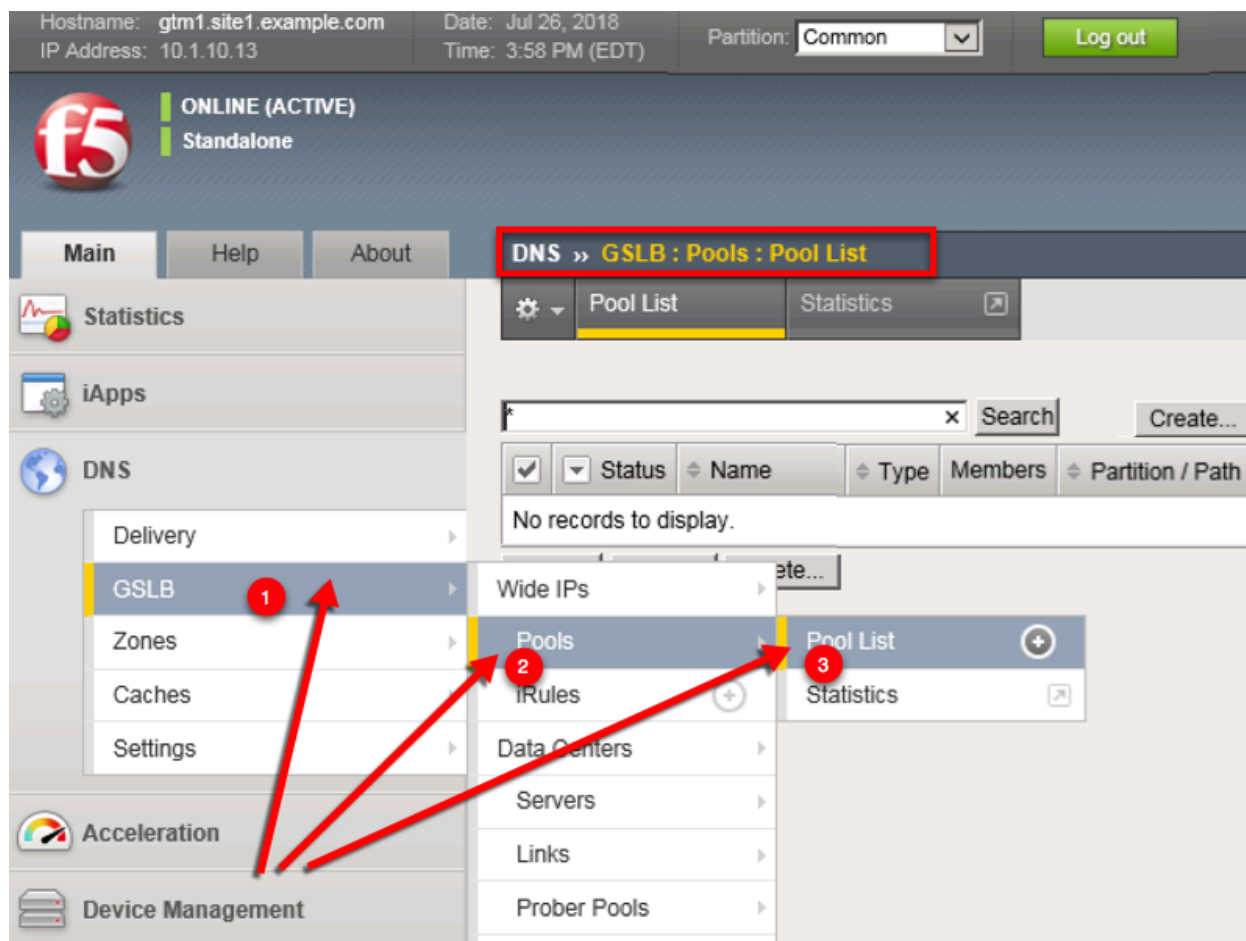 Hostname: gtm1.site1.example.com Date: Jul 26, 2018 Partition: Common Log out
IP Address: 10.1.10.13 Time: 3:58 PM (EDT)
f5
ONLINE (ACTIVE)
Standalone
Main Help About
DNS ›› GSLB : Pools : Pool List
Pool List Statistics
Statistics
iApps
* × Search Create...
Status Name Type Members Partition / Path
DNS
No records to display.
Delivery
ete...
GSLB 1 Wide IPs
Zones Pools 2 Pool List 3
Caches iRules Statistics
Settings Data Centers
Servers
Acceleration
Links
Device Management Prober Pools